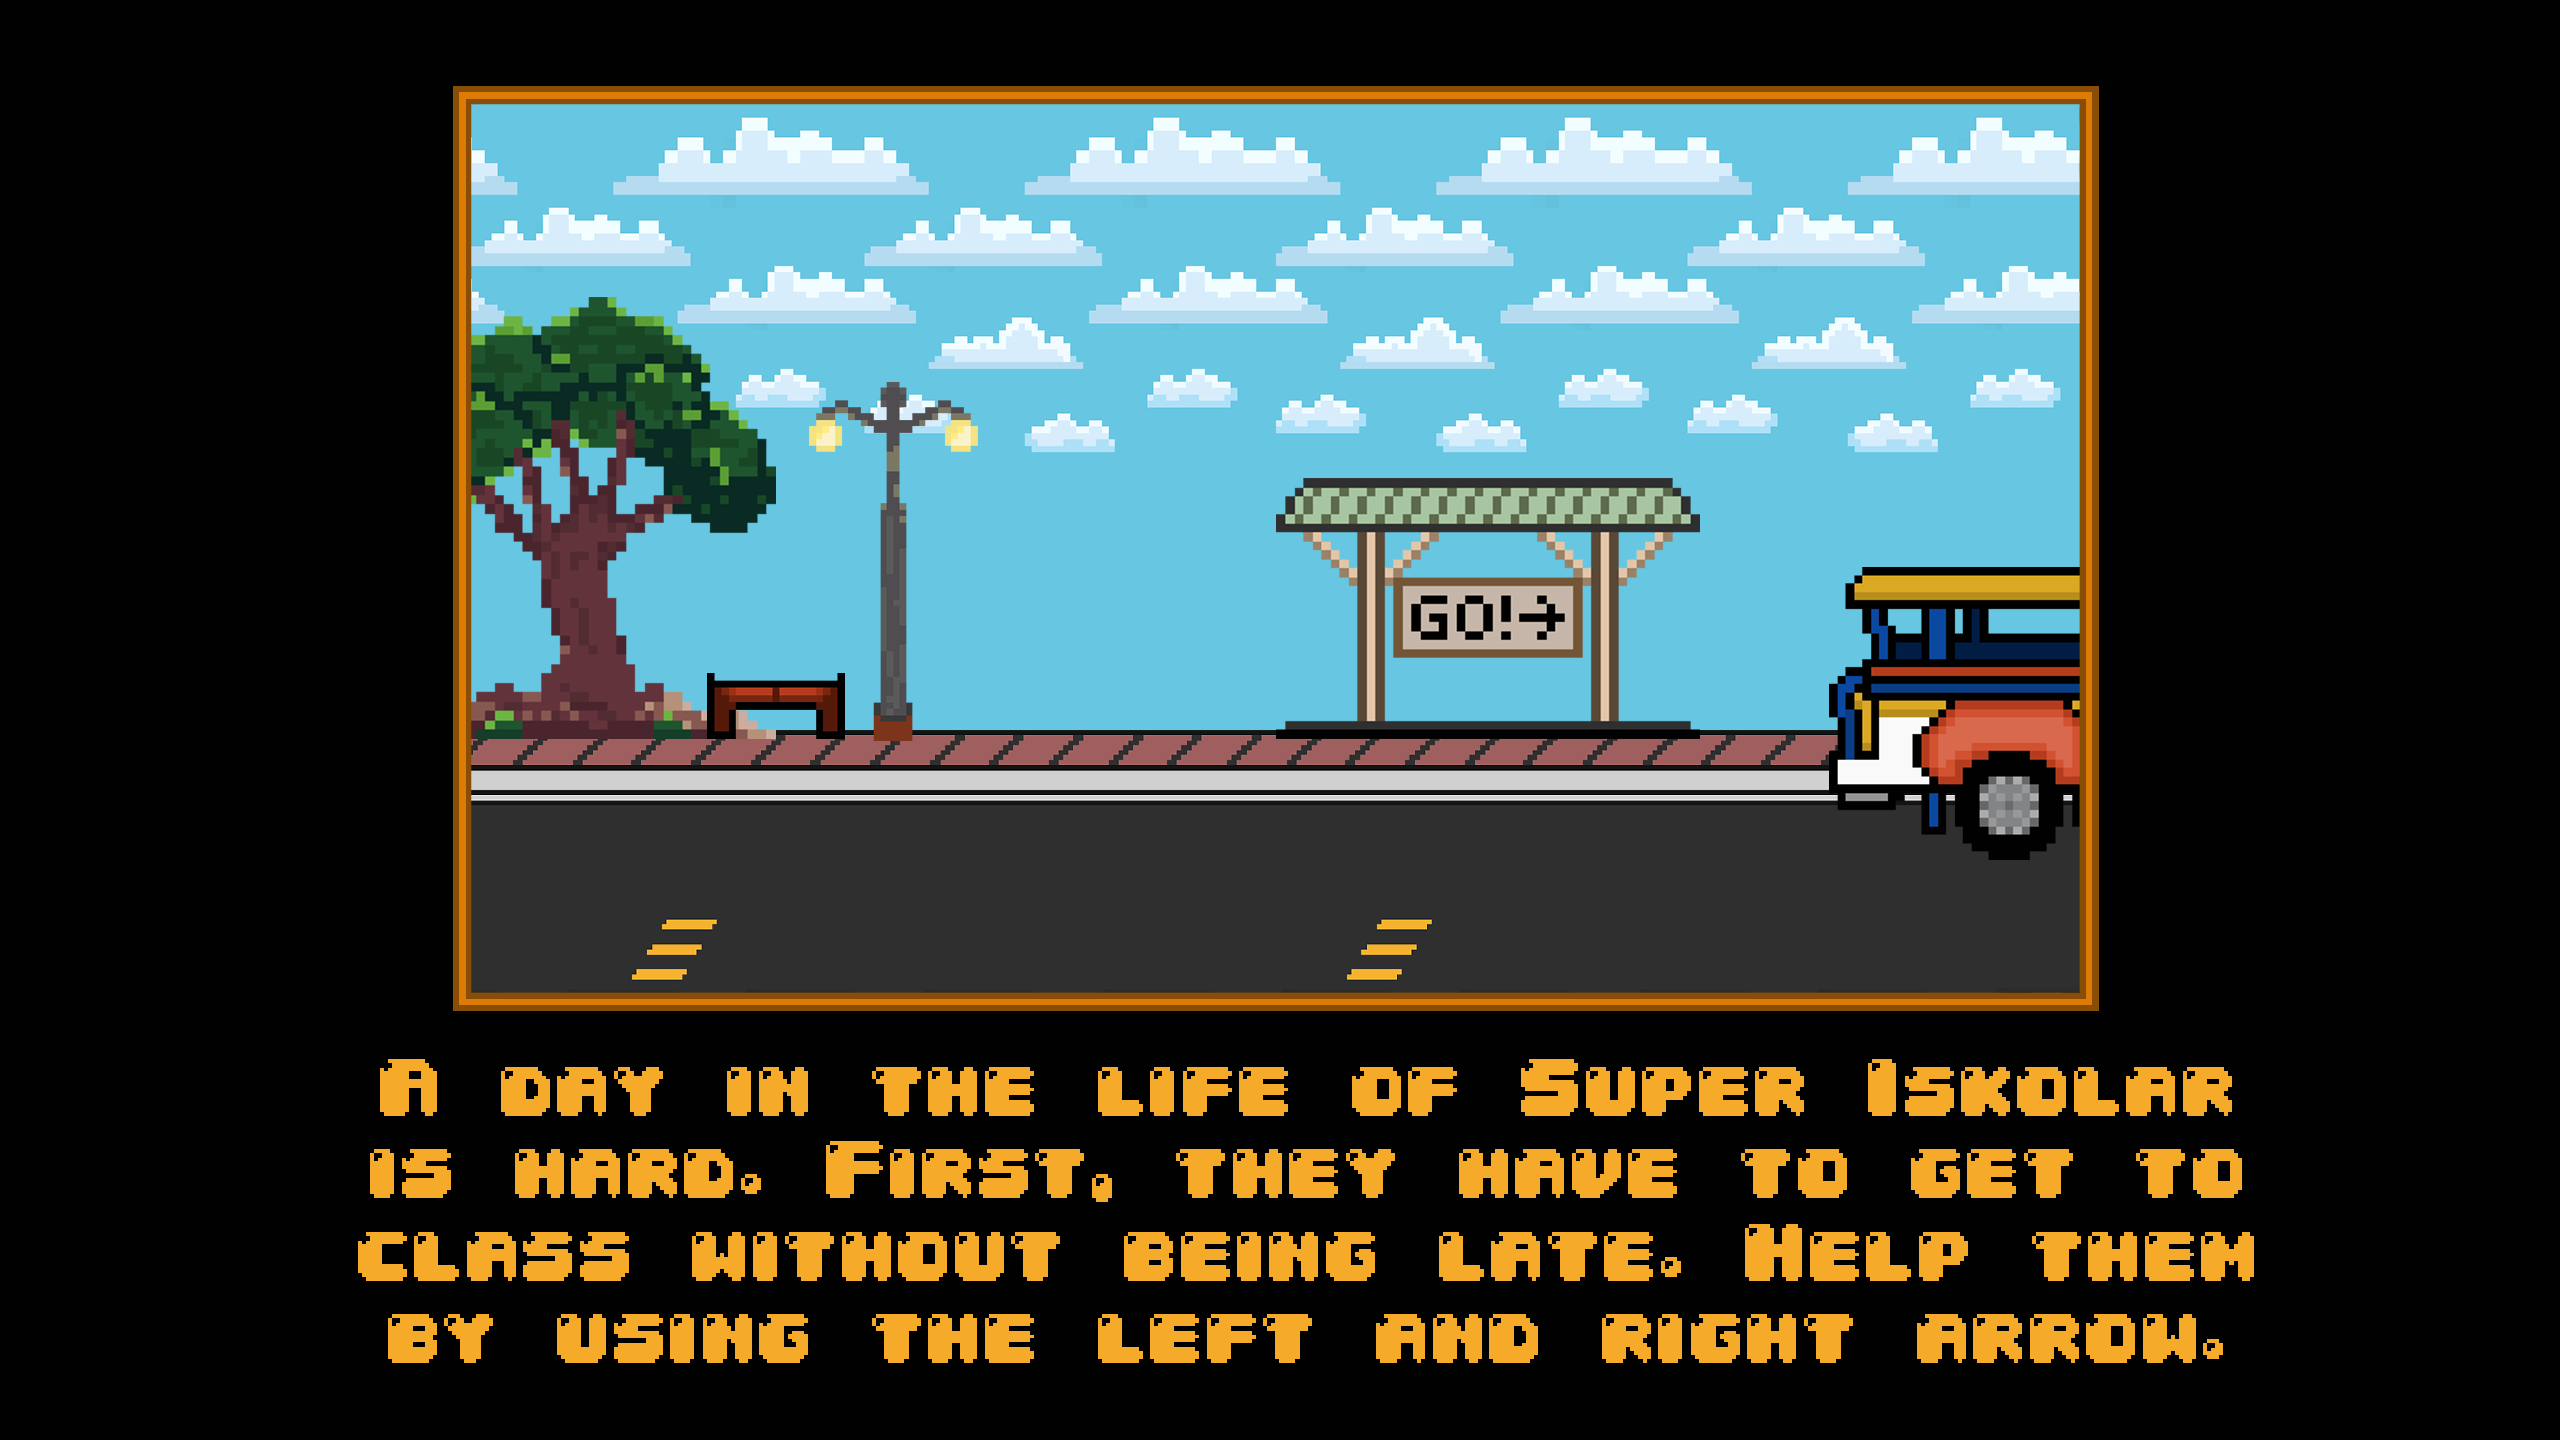 GO!→
A day in the life of Super Iskolar
is hard. First, they have to get to
class without being late. Help them
by using the left and right arrow.